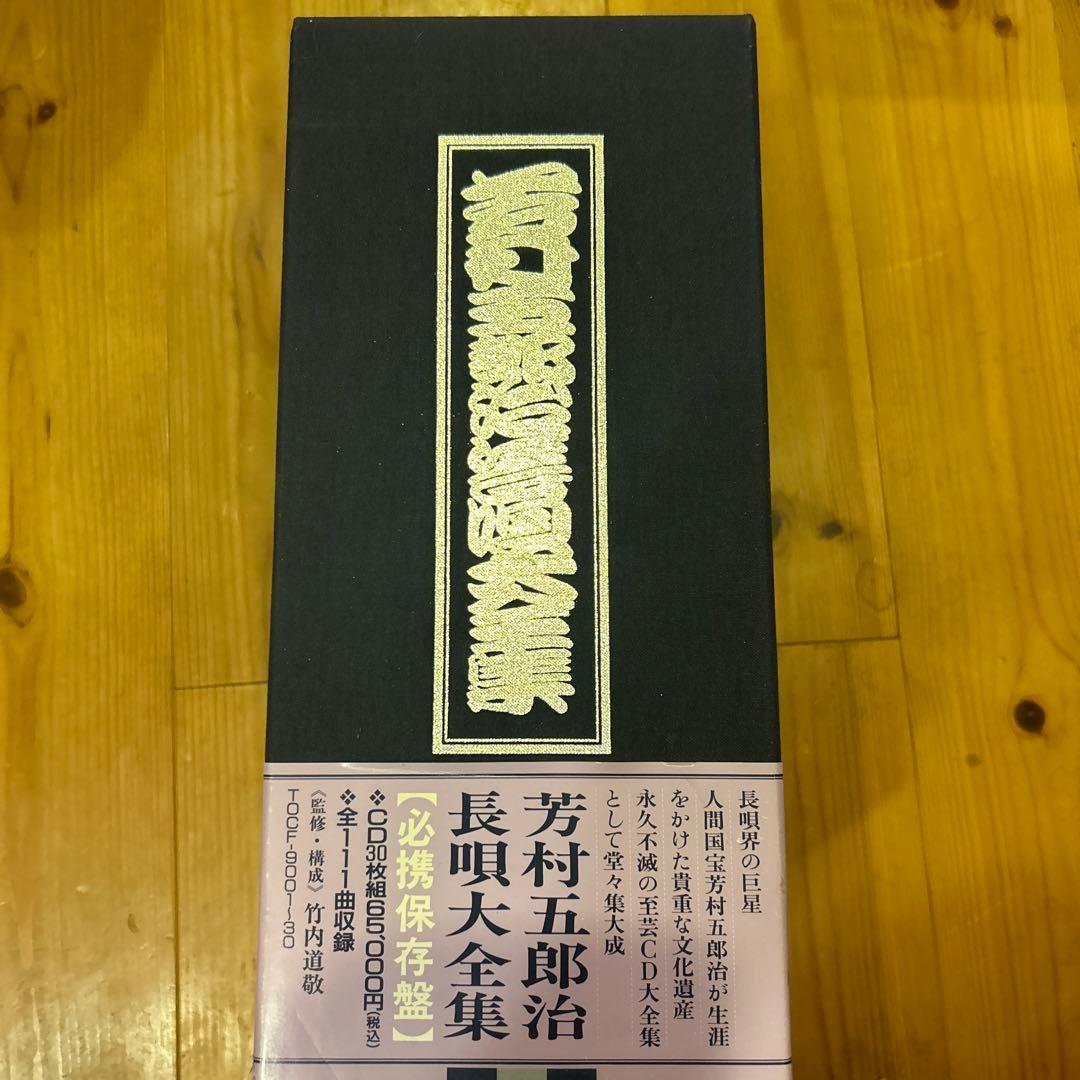 芳村五郎治長唄大全集
長唄界の巨星
人間国宝芳村五郎治が生涯
をかけた貴重な文化遺産
永久不滅の至芸CD大全集
として堂々集大成
芳村五郎治
長唄大全集
【必携保存盤】
❖CD30枚組65,000円(税込)
❖全111曲収録
《監修・構成》竹内道敬
TOCF-9001~30